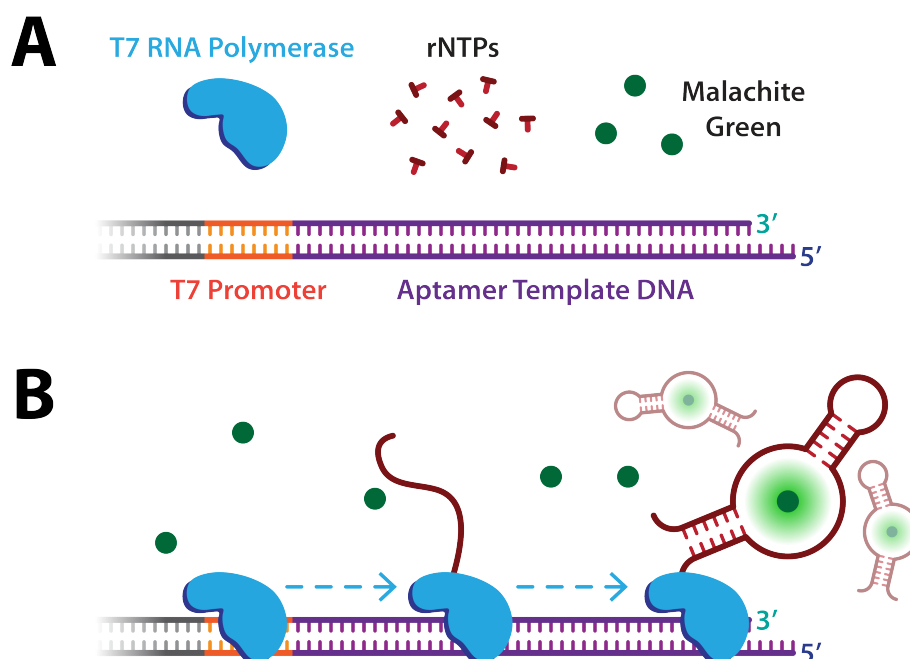 A
T7 RNA Polymerase
rNTPs
Malachite
Green
3′
5′
T7 Promoter
Aptamer Template DNA
B
3′
5′